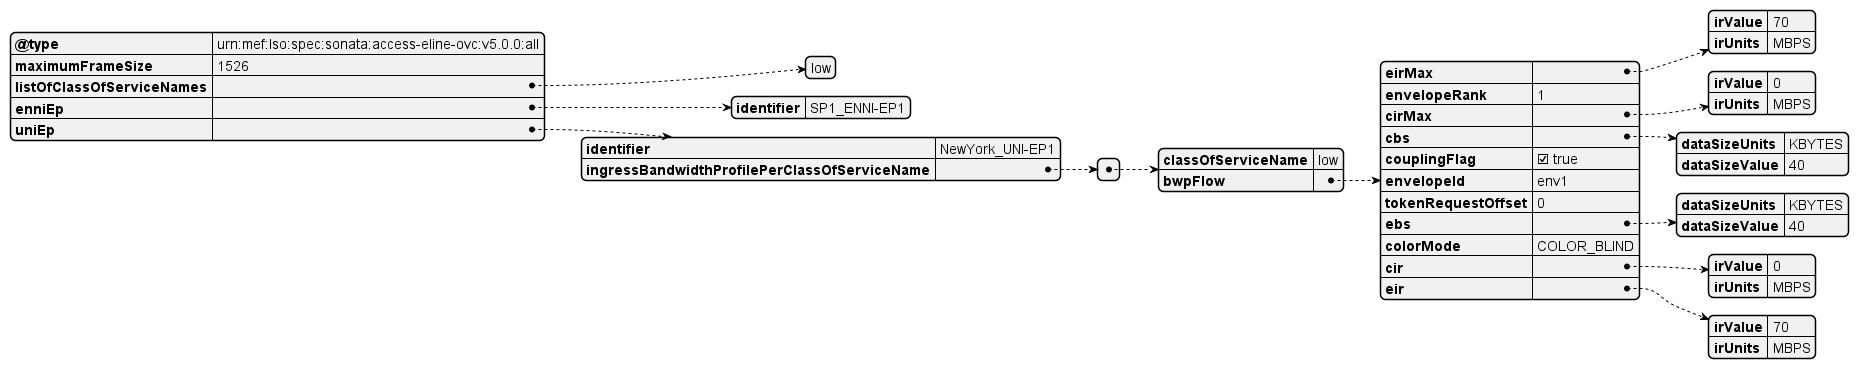 @type urn:mef:lso:spec:sonata:access-eline-ovc:v5.0.0:all
maximumFrameSize 1526
listOfClassOfServiceNames
enniEp
uniEp
low
identifier SP1_ENNI-EP1
identifier NewYork_UNI-EP1
ingressBandwidthProfilePerClassOfServiceName
classOfServiceName low
bwpFlow
eirMax
envelopeRank 1
cirMax
cbs
couplingFlag ☑ true
envelopeId env1
tokenRequestOffset 0
ebs
colorMode COLOR_BLIND
cir
eir
irValue 70
irUnits MBPS
irValue 0
irUnits MBPS
dataSizeUnits KBYTES
dataSizeValue 40
dataSizeUnits KBYTES
dataSizeValue 40
irValue 0
irUnits MBPS
irValue 70
irUnits MBPS